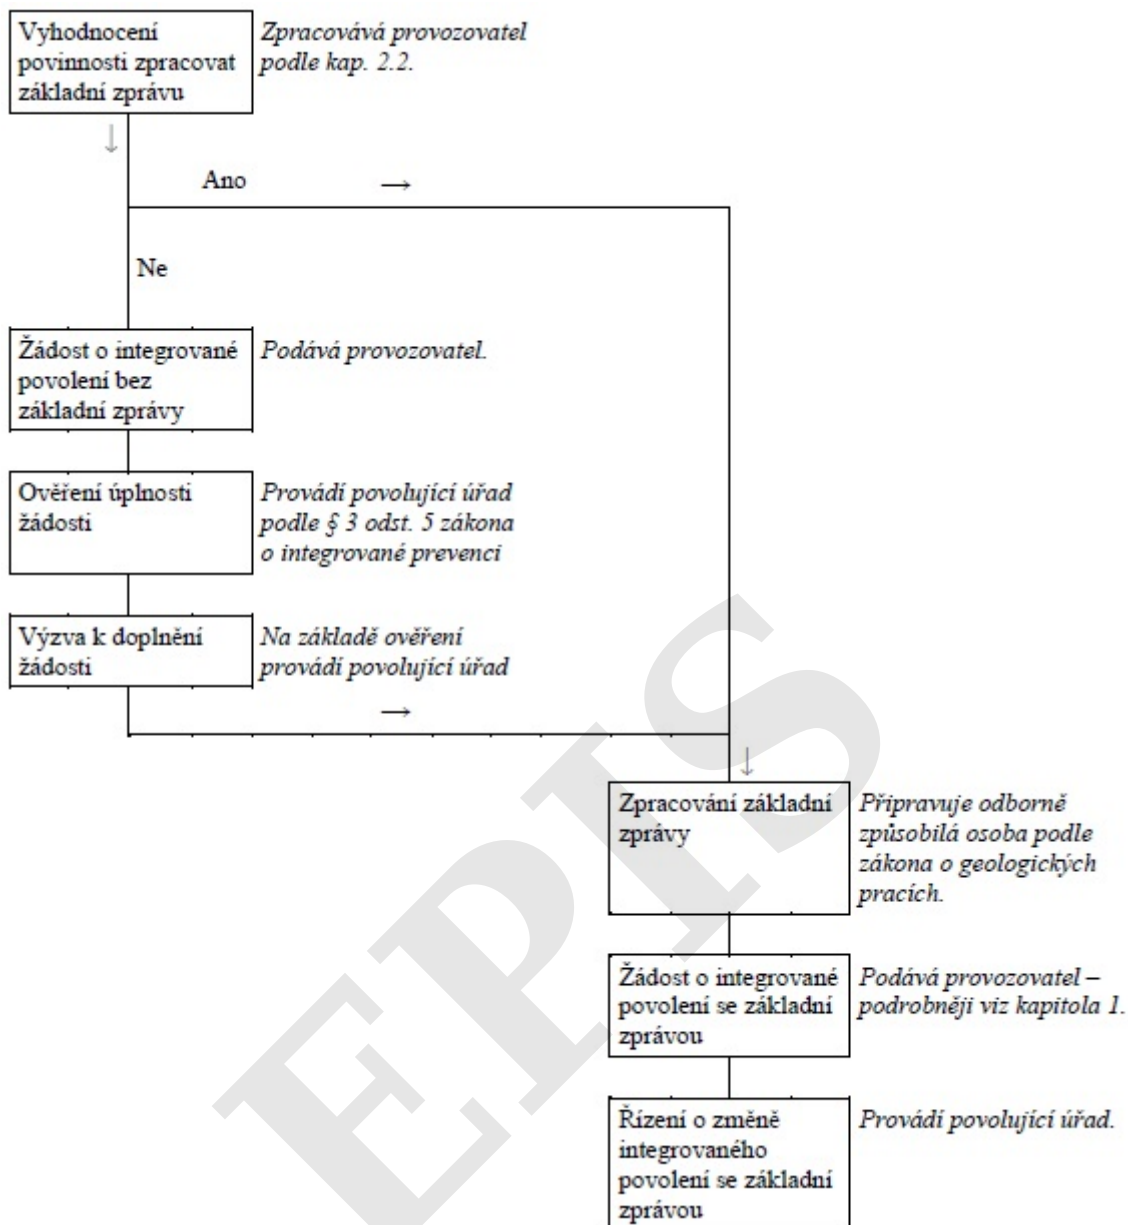 Vyhodnocení
povinnosti zpracovat
základní zprávu
Zpracovává provozovatel
podle kap. 2.2.
↓
Ano →
Ne
Žádost o integrované
povolení bez
základní zprávy
Podává provozovatel.
Ověření úplnosti
žádosti
Provádí povolující úřad
podle § 3 odst. 5 zákona
o integrované prevenci
Výzva k doplnění
žádosti
Na základě ověření
provádí povolující úřad
→
↓
Zpracování základní
zprávy
Připravuje odborně
způsobilá osoba podle
zákona o geologických
pracích.
Žádost o integrované
povolení se základní
zprávou
Podává provozovatel –
podrobněji viz kapitola 1.
Řízení o změně
integrovaného
povolení se základní
zprávou
Provádí povolující úřad.
EPIS